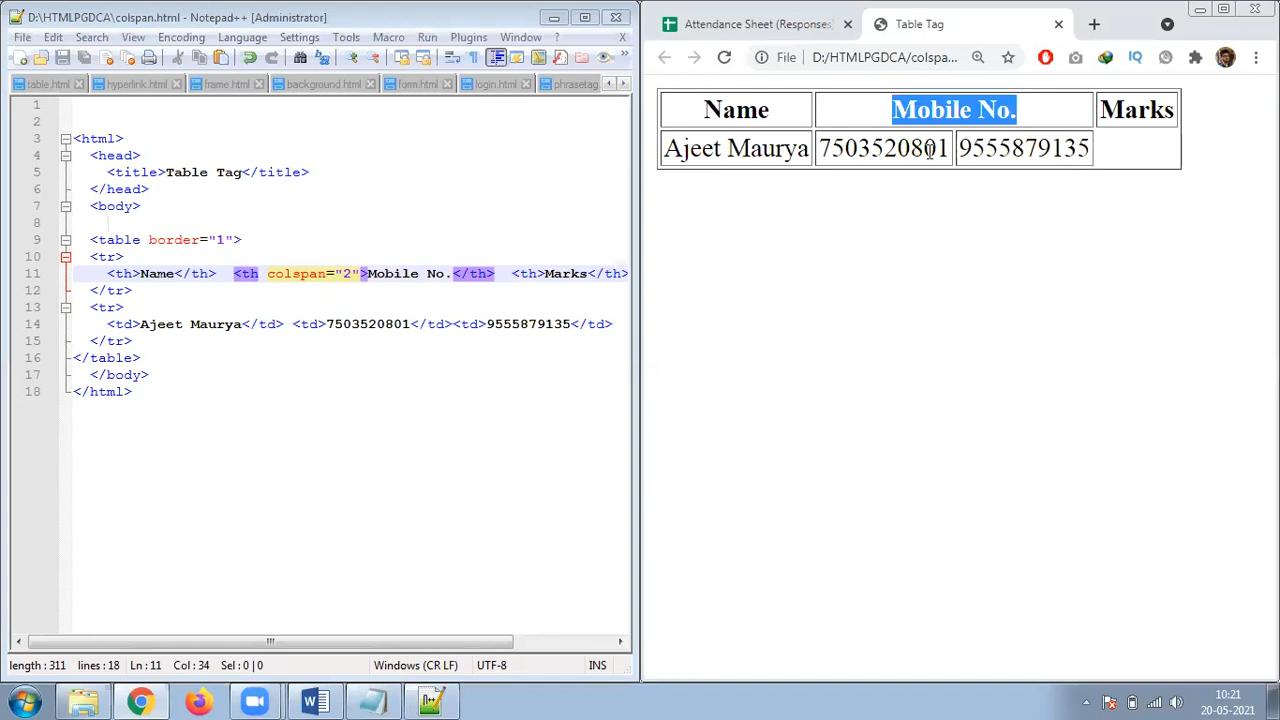 D:\HTMLPGDCA\colspan.html - Notepad++ [Administrator]
File Edit Search View Encoding Language Settings Tools Macro Run Plugins Window ? X
table.html hyperlink.html frame.html background.html form.html login.html phrasetag
1
2
3 <html>
4 <head>
5 <title>Table Tag</title>
6 </head>
7 <body>
8
9 <table border="1">
10 <tr>
11 <th>Name</th> <th colspan="2">Mobile No.</th> <th>Marks</th>
12 </tr>
13 <tr>
14 <td>Ajeet Maurya</td> <td>7503520801</td><td>9555879135</td>
15 </tr>
16 </table>
17 </body>
18 </html>
length : 311 lines : 18 Ln : 11 Col : 34 Sel : 0 | 0 Windows (CR LF) UTF-8 INS
Attendance Sheet (Responses Table Tag
File D:/HTMLPGDCA/colspa... IQ
Name Mobile No. Marks
Ajeet Maurya 7503520801 9555879135
10:21
20-05-2021